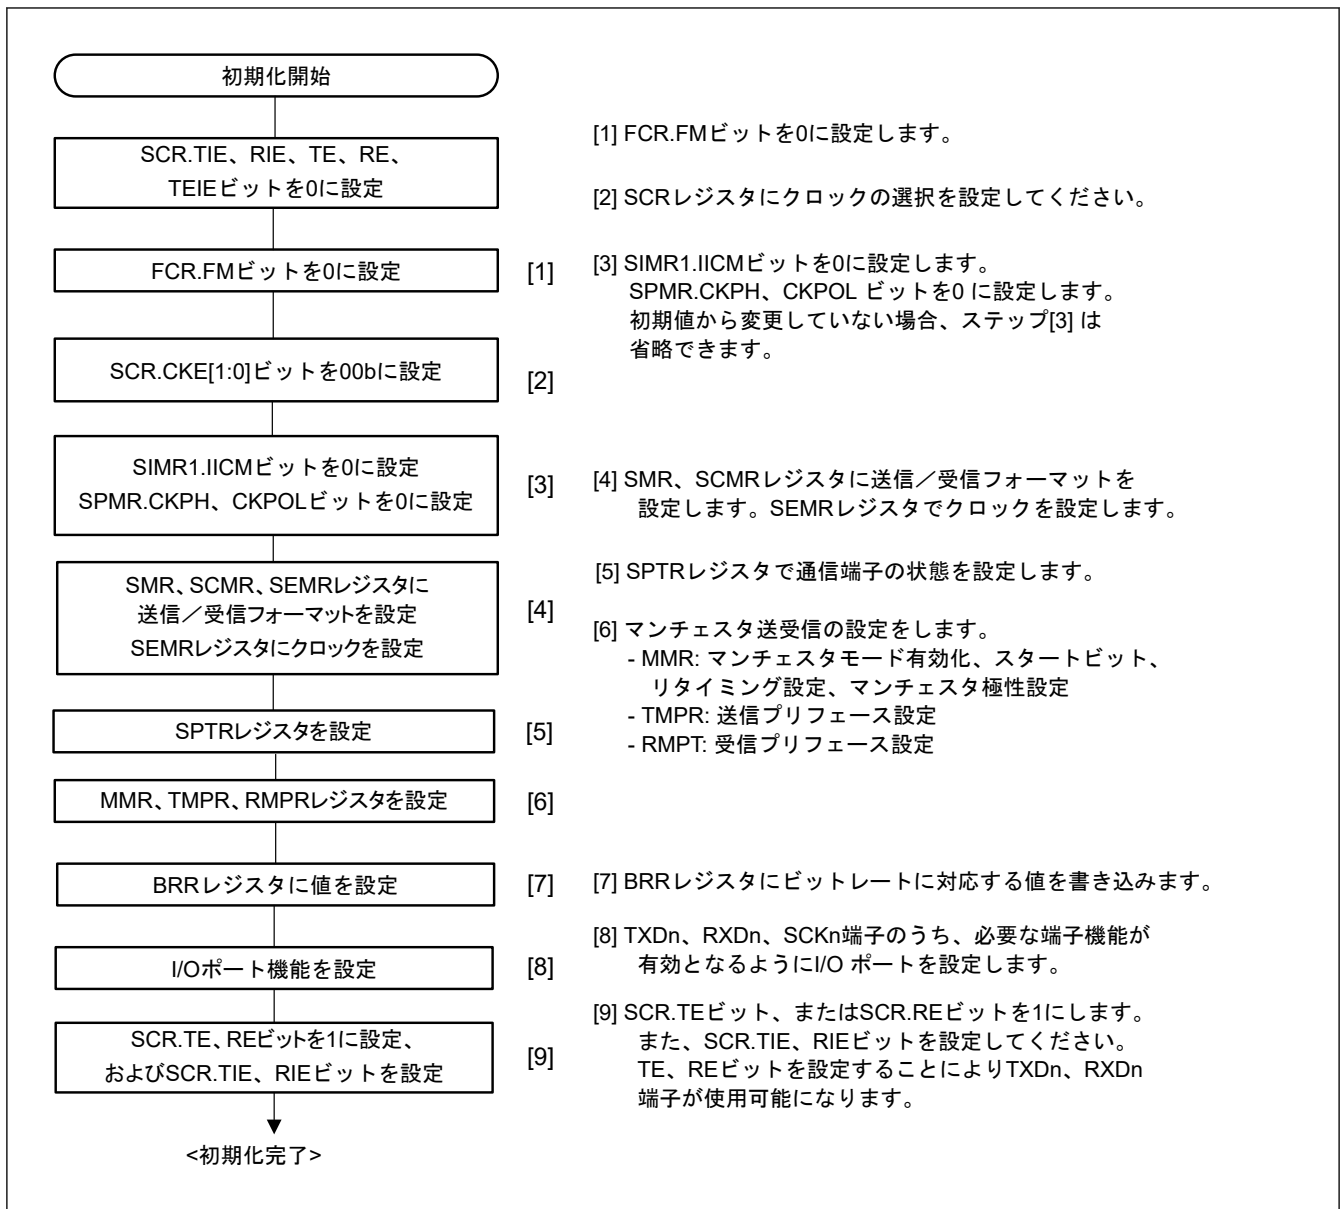 初期化開始
SCR.TIE、RIE、TE、RE、
TEIEビットを0に設定
FCR.FMビットを0に設定
[1]
SCR.CKE[1:0]ビットを00bに設定
[2]
SIMR1.IICMビットを0に設定
SPMR.CKPH、CKPOLビットを0に設定
[3]
SMR、SCMR、SEMRレジスタに
送信／受信フォーマットを設定
SEMRレジスタにクロックを設定
[4]
SPTRレジスタを設定
[5]
MMR、TMPR、RMPRレジスタを設定
[6]
BRRレジスタに値を設定
[7]
I/Oポート機能を設定
[8]
SCR.TE、REビットを1に設定、
およびSCR.TIE、RIEビットを設定
[9]
<初期化完了>
[1] FCR.FMビットを0に設定します。
[2] SCRレジスタにクロックの選択を設定してください。
[3] SIMR1.IICMビットを0に設定します。
SPMR.CKPH、CKPOL ビットを0 に設定します。
初期値から変更していない場合、ステップ[3] は
省略できます。
[4] SMR、SCMRレジスタに送信／受信フォーマットを
設定します。SEMRレジスタでクロックを設定します。
[5] SPTRレジスタで通信端子の状態を設定します。
[6] マンチェスタ送受信の設定をします。
- MMR: マンチェスタモード有効化、スタートビット、
リタイミング設定、マンチェスタ極性設定
- TMPR: 送信プリフェース設定
- RMPT: 受信プリフェース設定
[7] BRRレジスタにビットレートに対応する値を書き込みます。
[8] TXDn、RXDn、SCKn端子のうち、必要な端子機能が
有効となるようにI/O ポートを設定します。
[9] SCR.TEビット、またはSCR.REビットを1にします。
また、SCR.TIE、RIEビットを設定してください。
TE、REビットを設定することによりTXDn、RXDn
端子が使用可能になります。